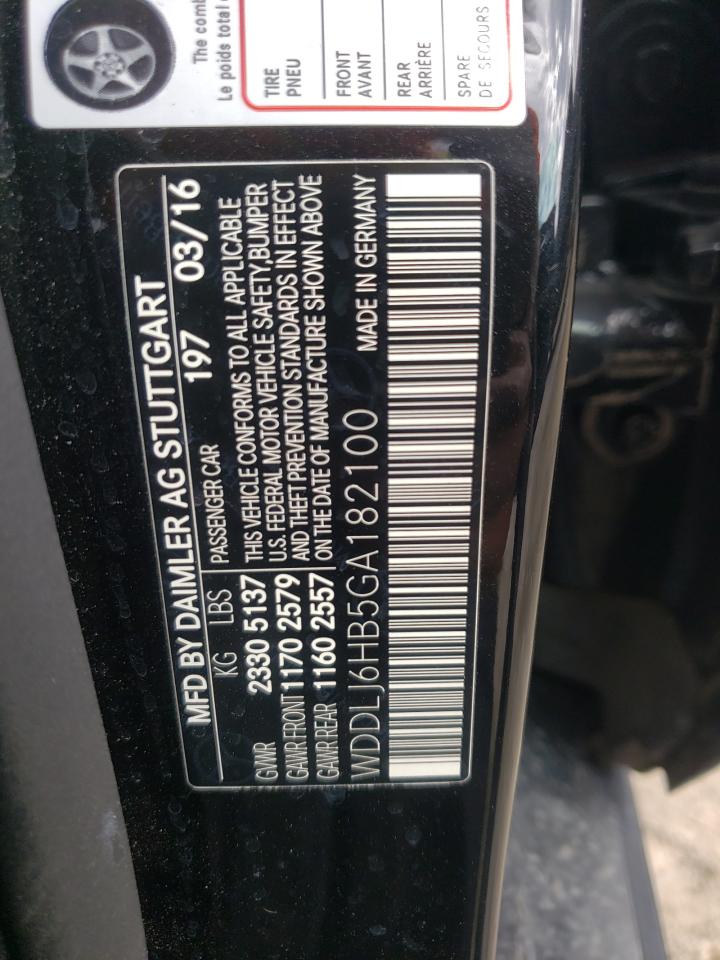 The comb
Le poids total
TIRE
PNEU
FRONT
AVANT
REAR
ARRIÈRE
SPARE
DE SECOURS
MFD BY DAIMLER AG STUTTGART
197 03/16
KG LBS PASSENGER CAR
GWR 2330 5137 THIS VEHICLE CONFORMS TO ALL APPLICABLE
U.S. FEDERAL MOTOR VEHICLE SAFETY,BUMPER
GAWR FRONT 1170 2579 AND THEFT PREVENTION STANDARDS IN EFFECT
GAWR REAR 1160 2557 ON THE DATE OF MANUFACTURE SHOWN ABOVE
WDDLJ6HB5GA182100 MADE IN GERMANY